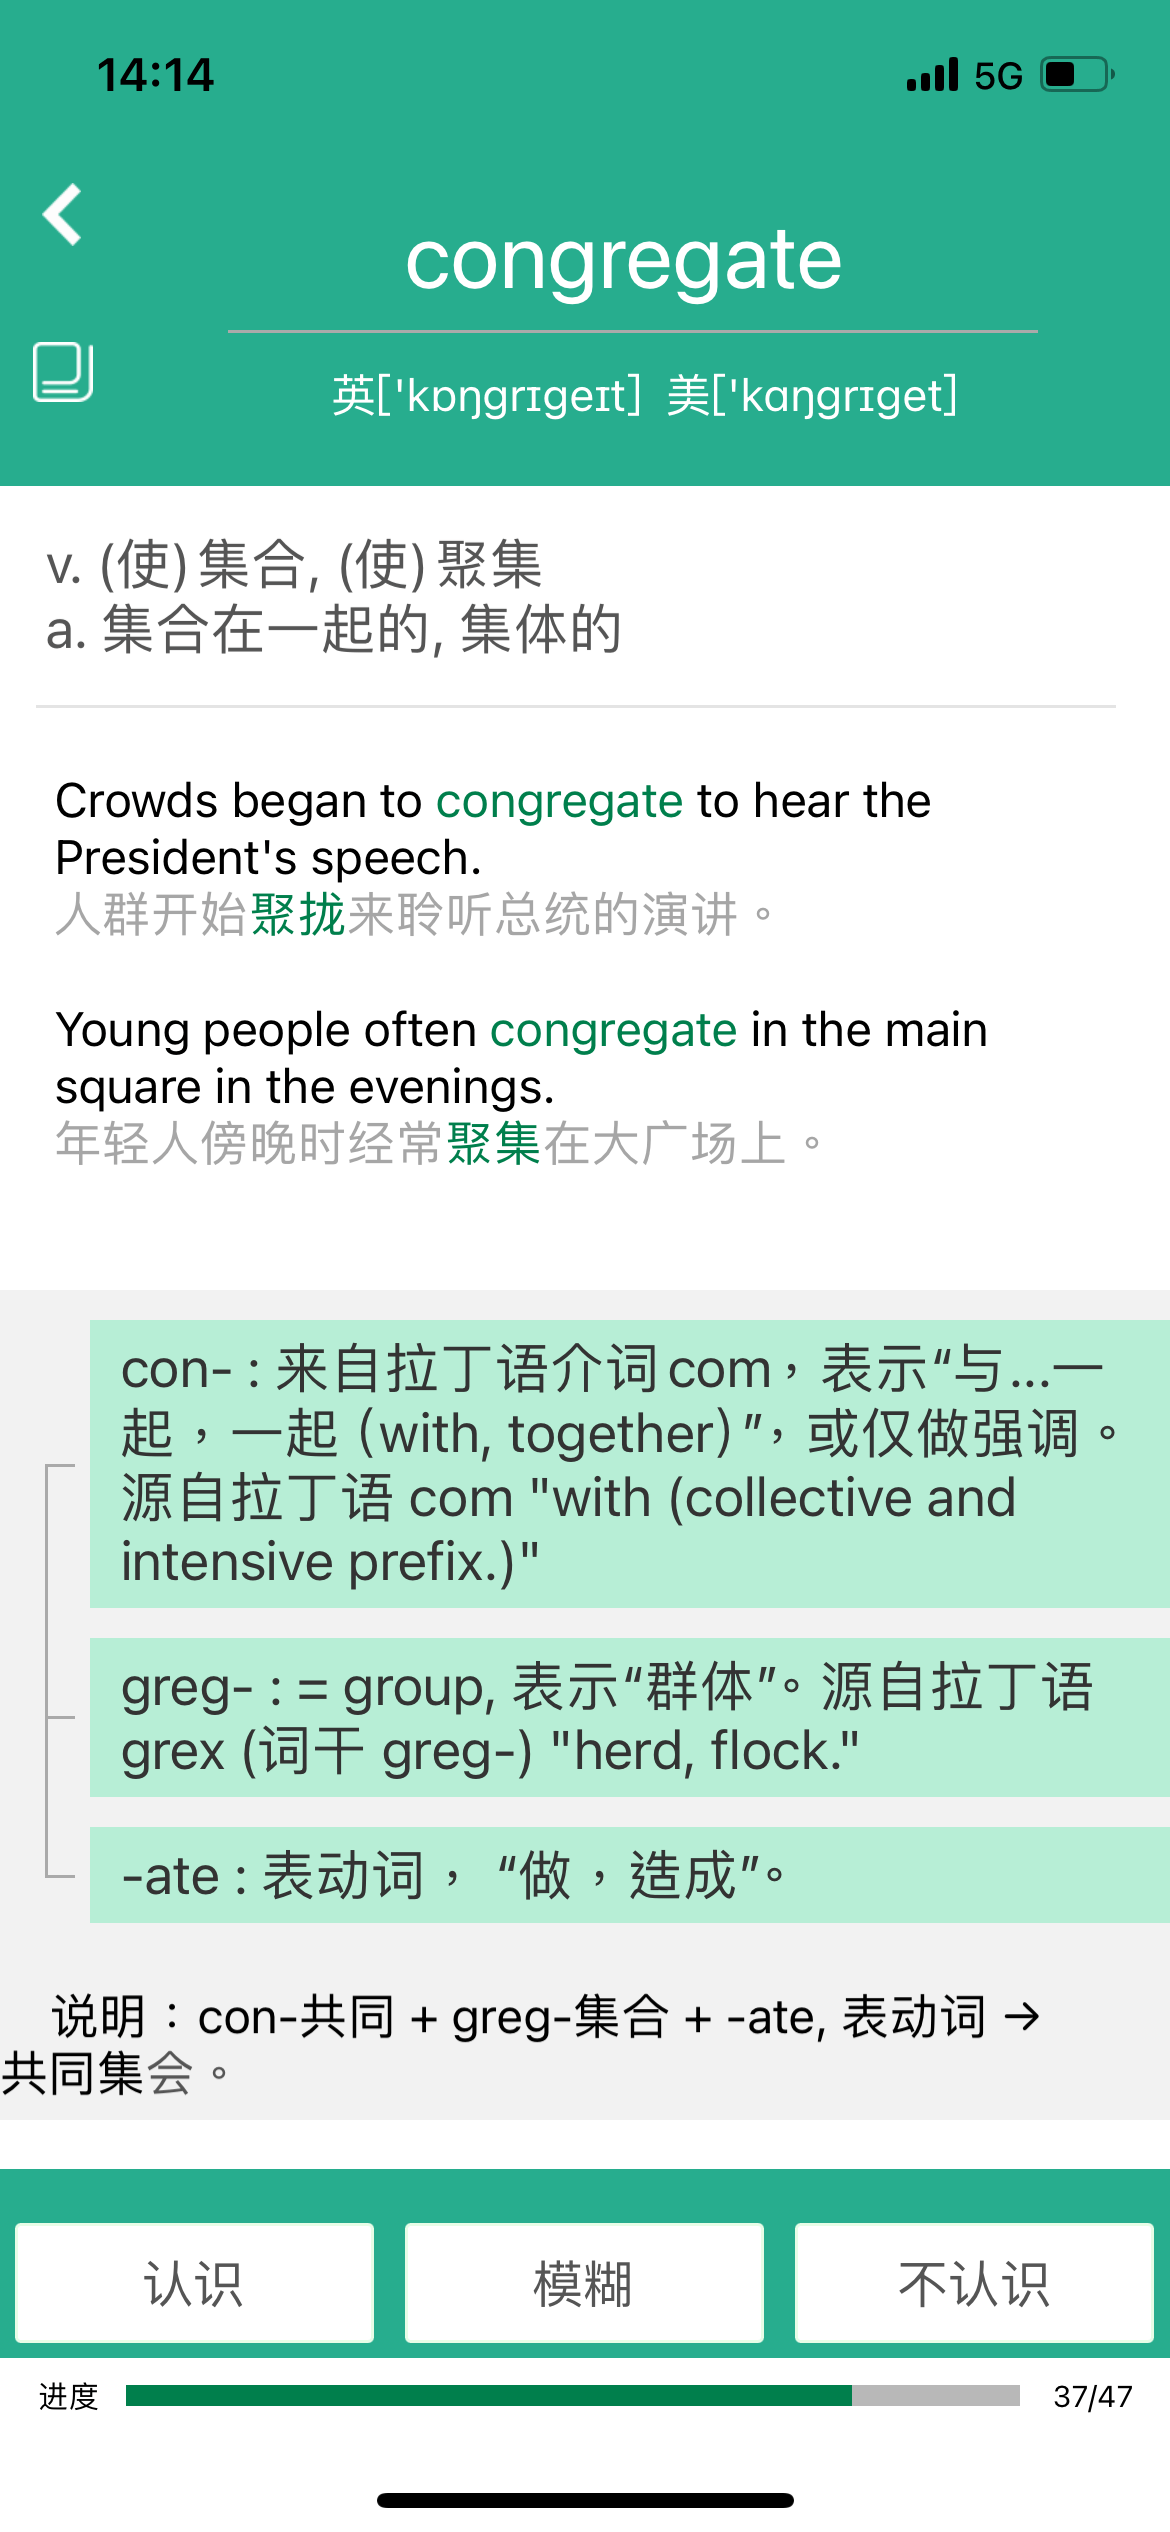 14:14
5G
congregate
英['kɒŋgrɪgeɪt] 美['kɑŋgrɪget]
v. (使)集合, (使)聚集
a. 集合在一起的, 集体的
Crowds began to congregate to hear the
President's speech.
人群开始聚拢来聆听总统的演讲。
Young people often congregate in the main
square in the evenings.
年轻人傍晚时经常聚集在大广场上。
con- : 来自拉丁语介词com，表示“与...一
起，一起 (with, together)”，或仅做强调。
源自拉丁语 com "with (collective and
intensive prefix.)"
greg- : = group, 表示“群体”。源自拉丁语
grex (词干 greg-) "herd, flock."
-ate : 表动词， “做，造成”。
说明：con-共同 + greg-集合 + -ate, 表动词 →
共同集会。
认识
模糊
不认识
进度
37/47